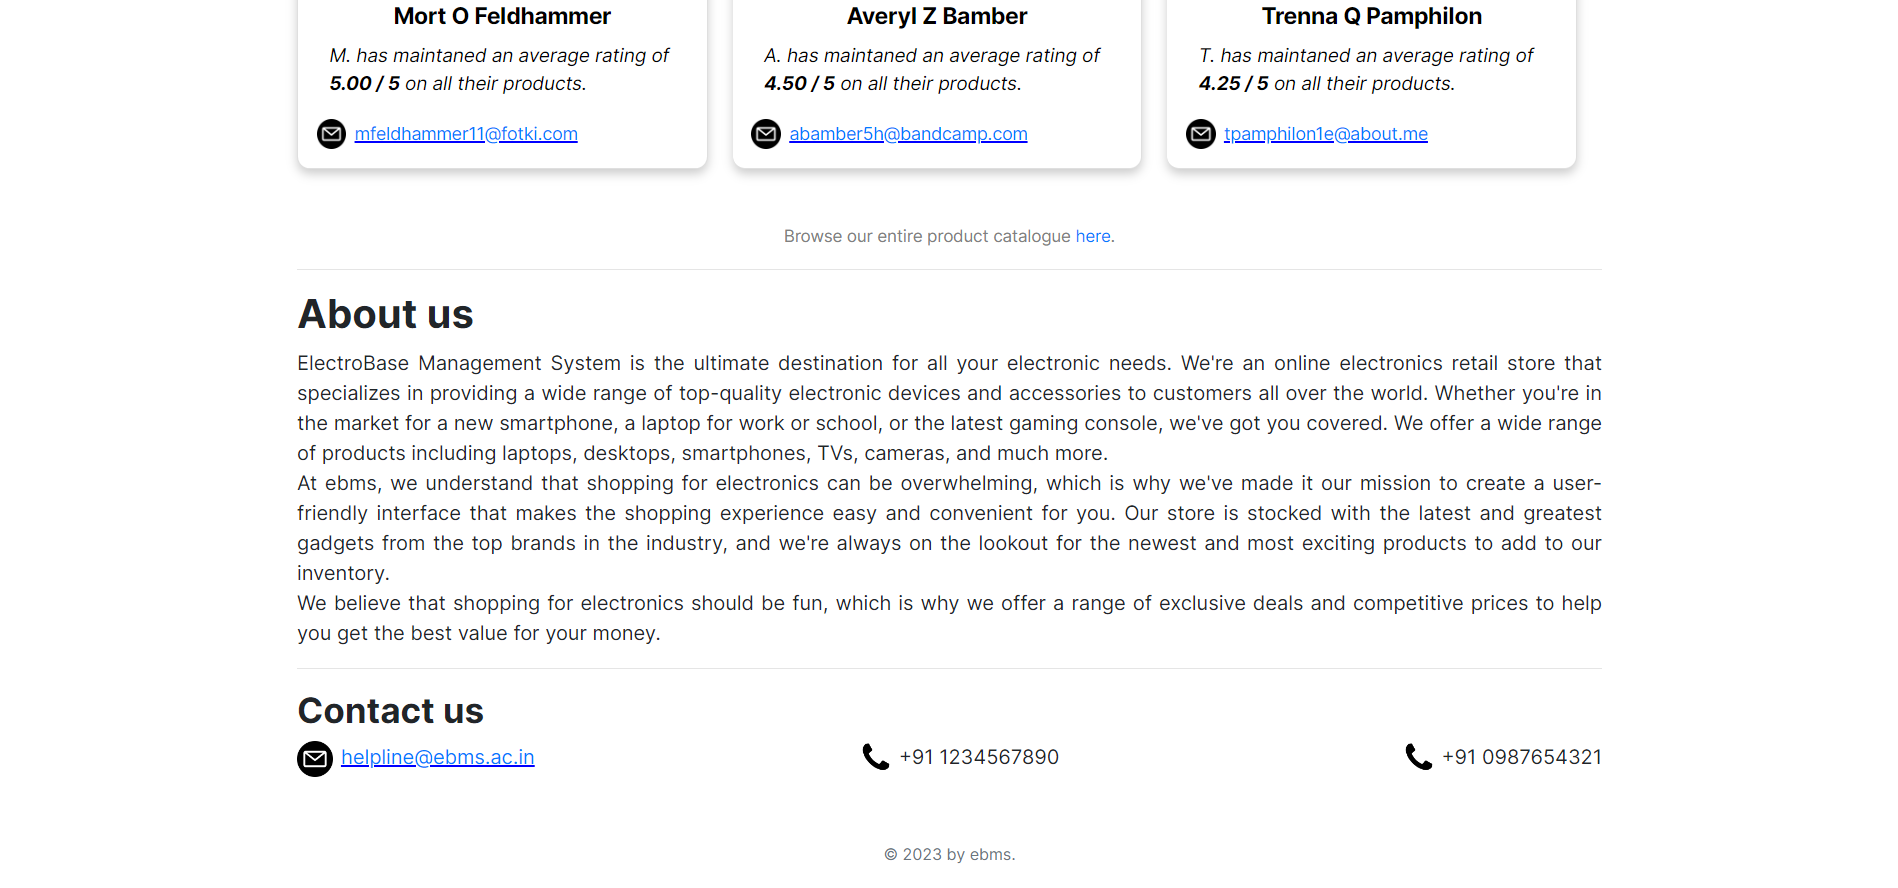 Mort O Feldhammer
M. has maintaned an average rating of
5.00 / 5 on all their products.
mfeldhammer11@fotki.com
Averyl Z Bamber
A. has maintaned an average rating of
4.50 / 5 on all their products.
abamber5h@bandcamp.com
Trenna Q Pamphilon
T. has maintaned an average rating of
4.25 / 5 on all their products.
tpamphilon1e@about.me
Browse our entire product catalogue here.
About us
ElectroBase Management System is the ultimate destination for all your electronic needs. We're an online electronics retail store that
specializes in providing a wide range of top-quality electronic devices and accessories to customers all over the world. Whether you're in
the market for a new smartphone, a laptop for work or school, or the latest gaming console, we've got you covered. We offer a wide range
of products including laptops, desktops, smartphones, TVs, cameras, and much more.
At ebms, we understand that shopping for electronics can be overwhelming, which is why we've made it our mission to create a user-
friendly interface that makes the shopping experience easy and convenient for you. Our store is stocked with the latest and greatest
gadgets from the top brands in the industry, and we're always on the lookout for the newest and most exciting products to add to our
inventory.
We believe that shopping for electronics should be fun, which is why we offer a range of exclusive deals and competitive prices to help
you get the best value for your money.
Contact us
helpline@ebms.ac.in
+91 1234567890
+91 0987654321
© 2023 by ebms.